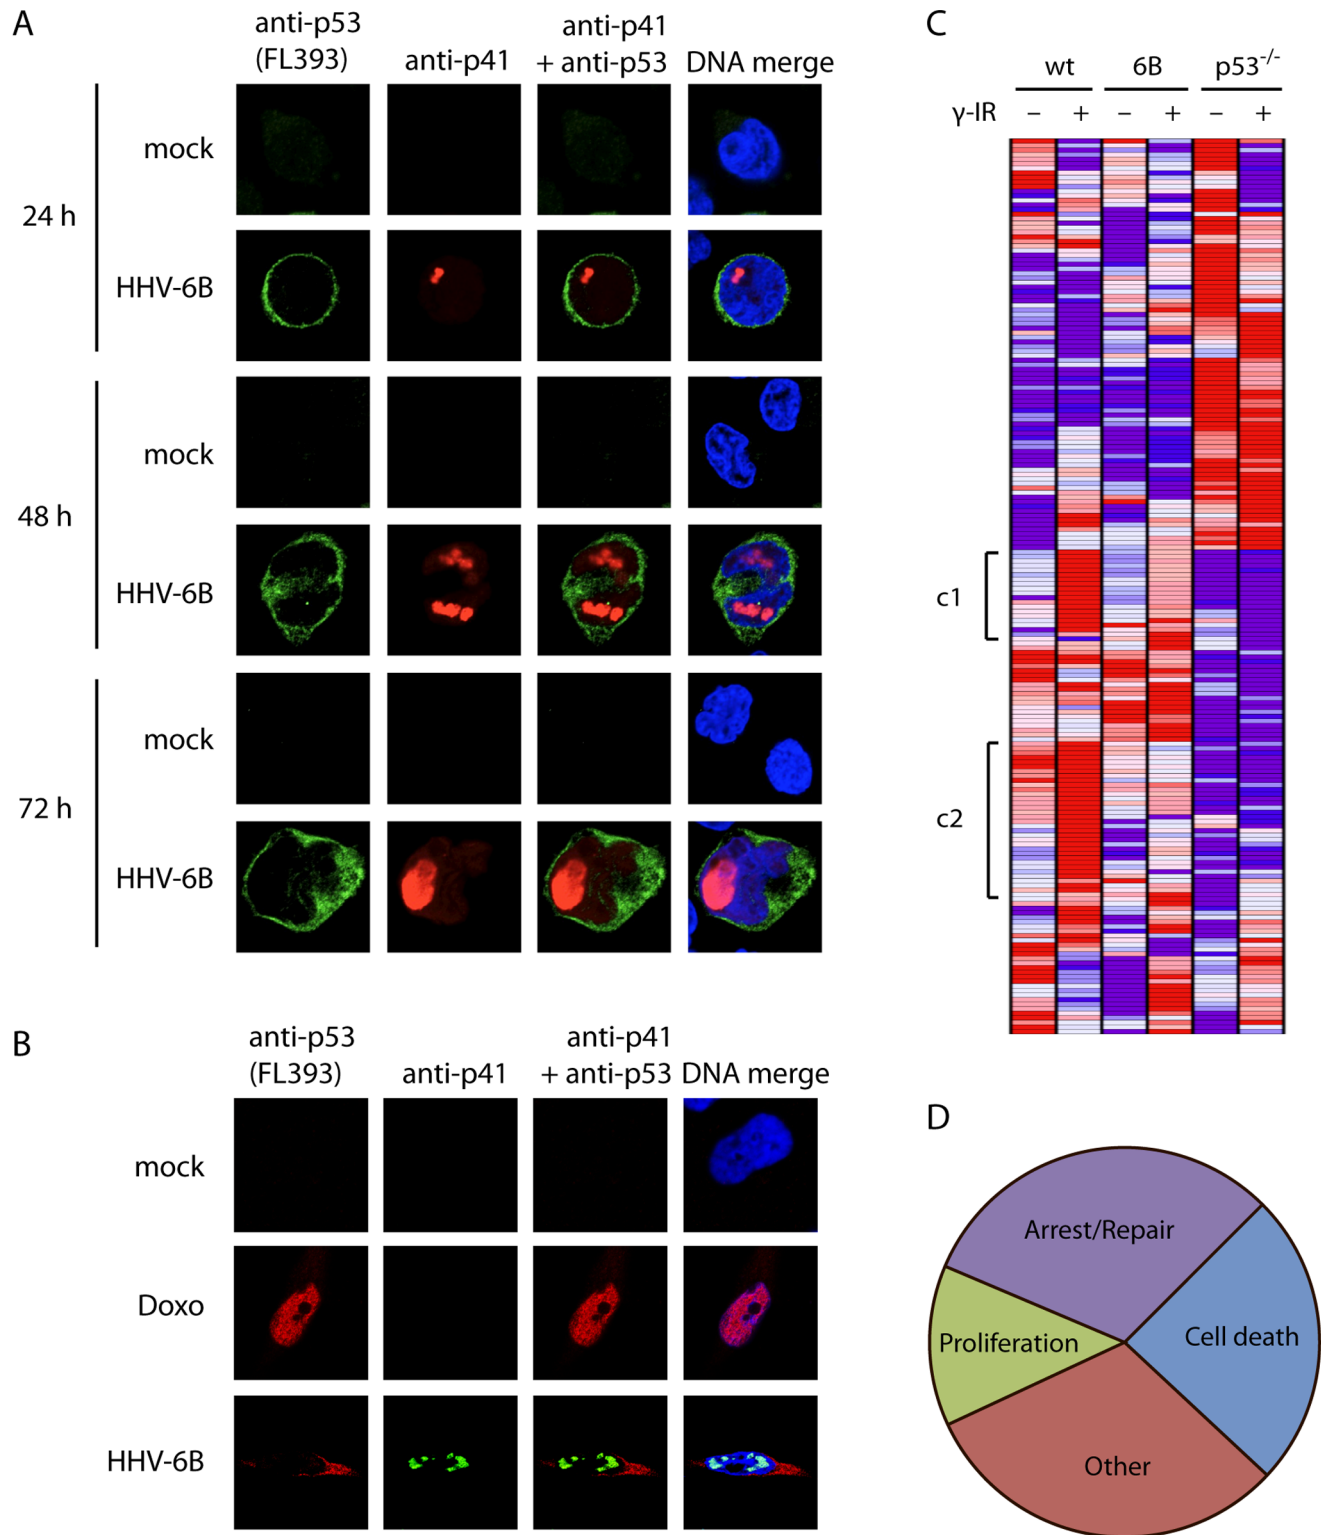 A
anti-p53
(FL393)
anti-p41
anti-p41
+ anti-p53
DNA merge
24 h
mock
HHV-6B
48 h
mock
HHV-6B
72 h
mock
HHV-6B
B
anti-p53
(FL393)
anti-p41
anti-p41
+ anti-p53
DNA merge
mock
Doxo
HHV-6B
C
wt 6B p53-/-
γ-IR – + – + – +
c1
c2
D
Arrest/Repair
Cell death
Proliferation
Other